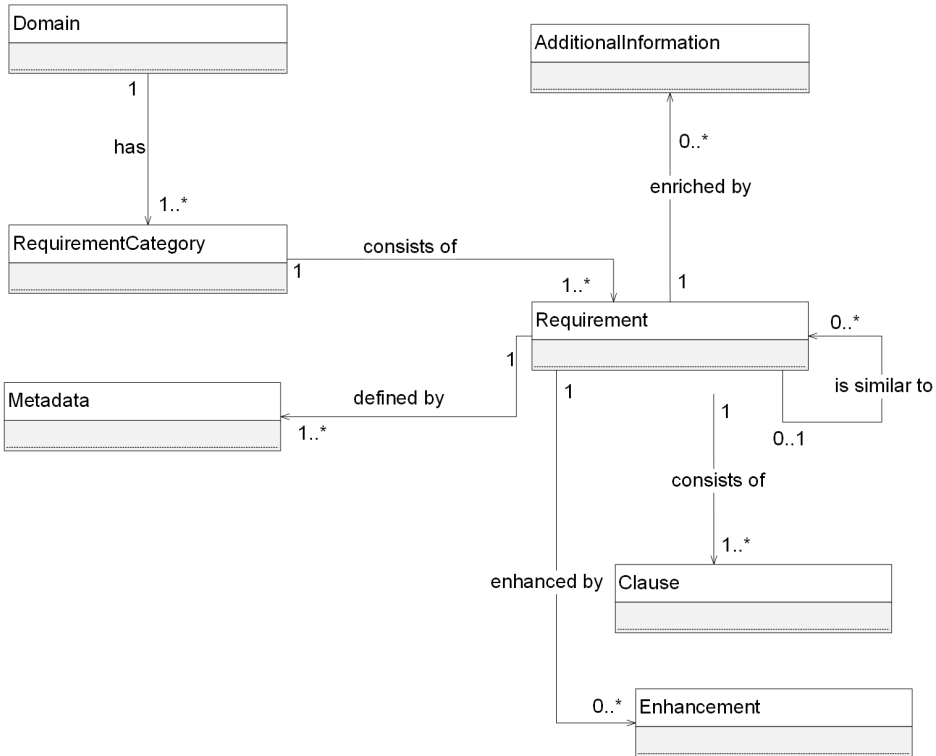 Domain
AdditionalInformation
1
has
0..*
enriched by
1..*
RequirementCategory
consists of
1
1..*
1
Requirement
0..*
1
is similar to
Metadata
defined by
1
1
0..1
1..*
consists of
1..*
enhanced by
Clause
0..*
Enhancement